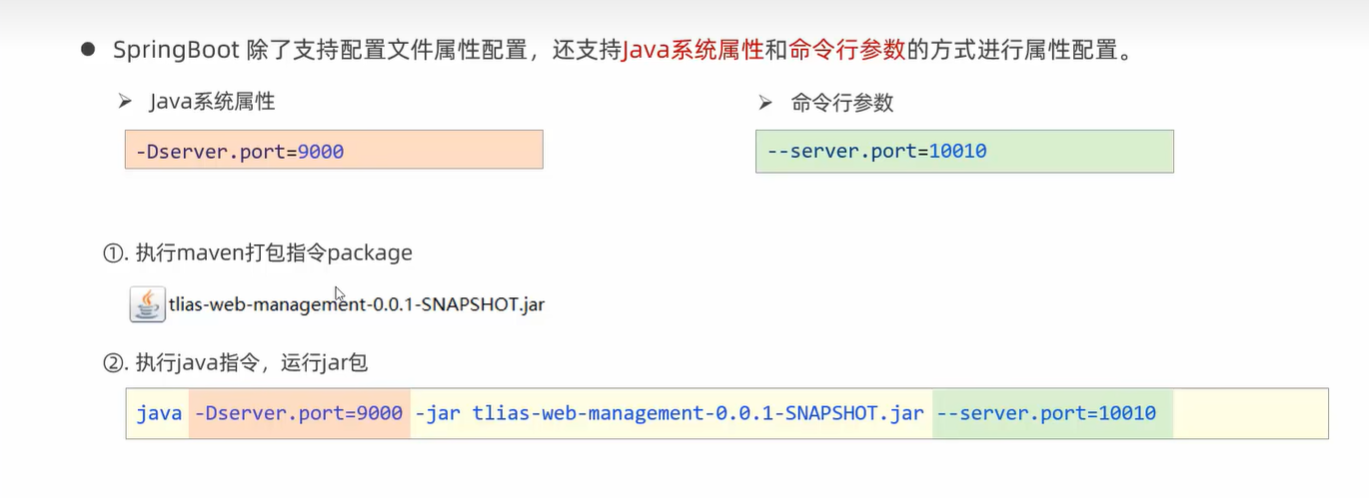 ● SpringBoot 除了支持配置文件属性配置，还支持Java系统属性和命令行参数的方式进行属性配置。
➢ Java系统属性
-Dserver.port=9000
➢ 命令行参数
--server.port=10010
①. 执行maven打包指令package
tlias-web-management-0.0.1-SNAPSHOT.jar
②. 执行java指令，运行jar包
java -Dserver.port=9000 -jar tlias-web-management-0.0.1-SNAPSHOT.jar --server.port=10010